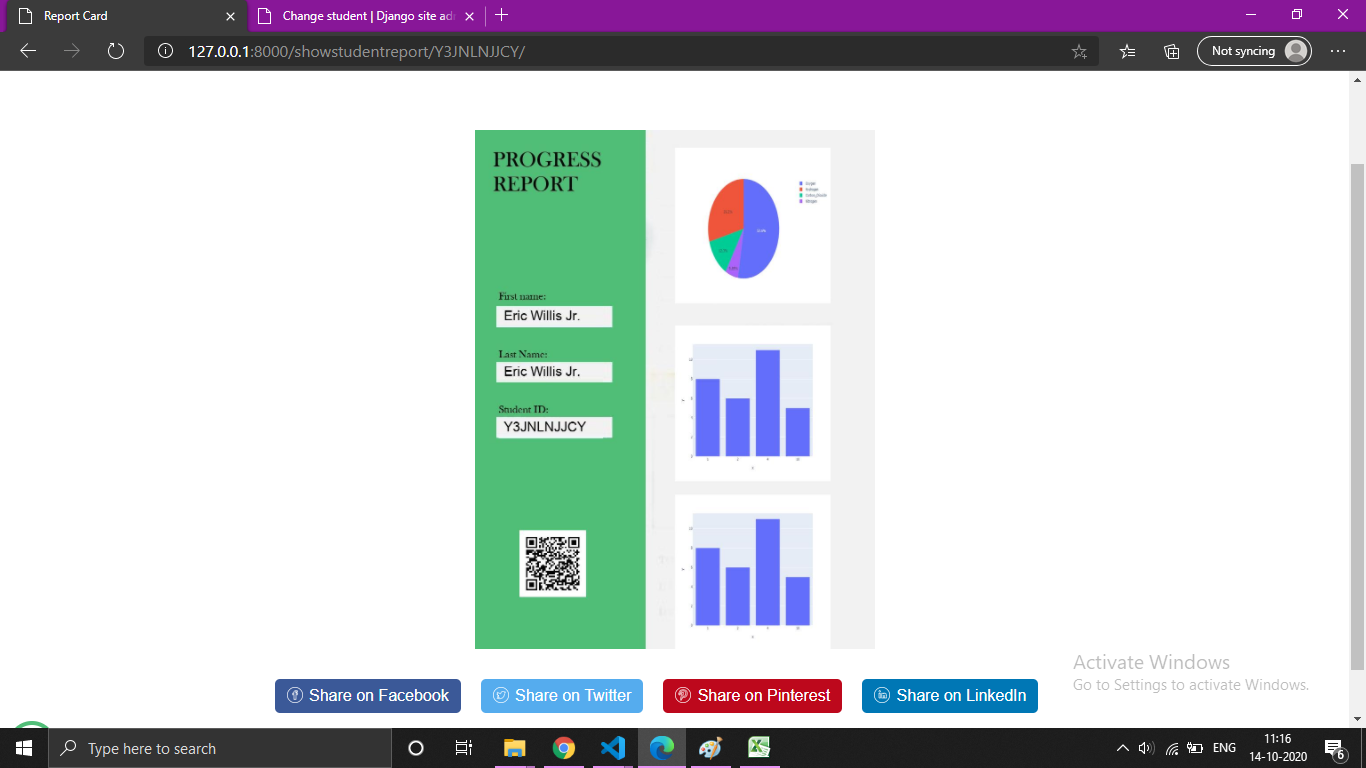 Report Card
Change student | Django site adm
Not syncing
127.0.0.1:8000/showstudentreport/Y3JNLNJJCY/
PROGRESS
REPORT
First name:
Eric Willis Jr.
Last Name:
Eric Willis Jr.
Student ID:
Y3JNLNJJCY
Activate Windows
Go to Settings to activate Windows.
Share on Facebook
Share on Twitter
Share on Pinterest
Share on LinkedIn
Type here to search
ENG
11:16
14-10-2020
6